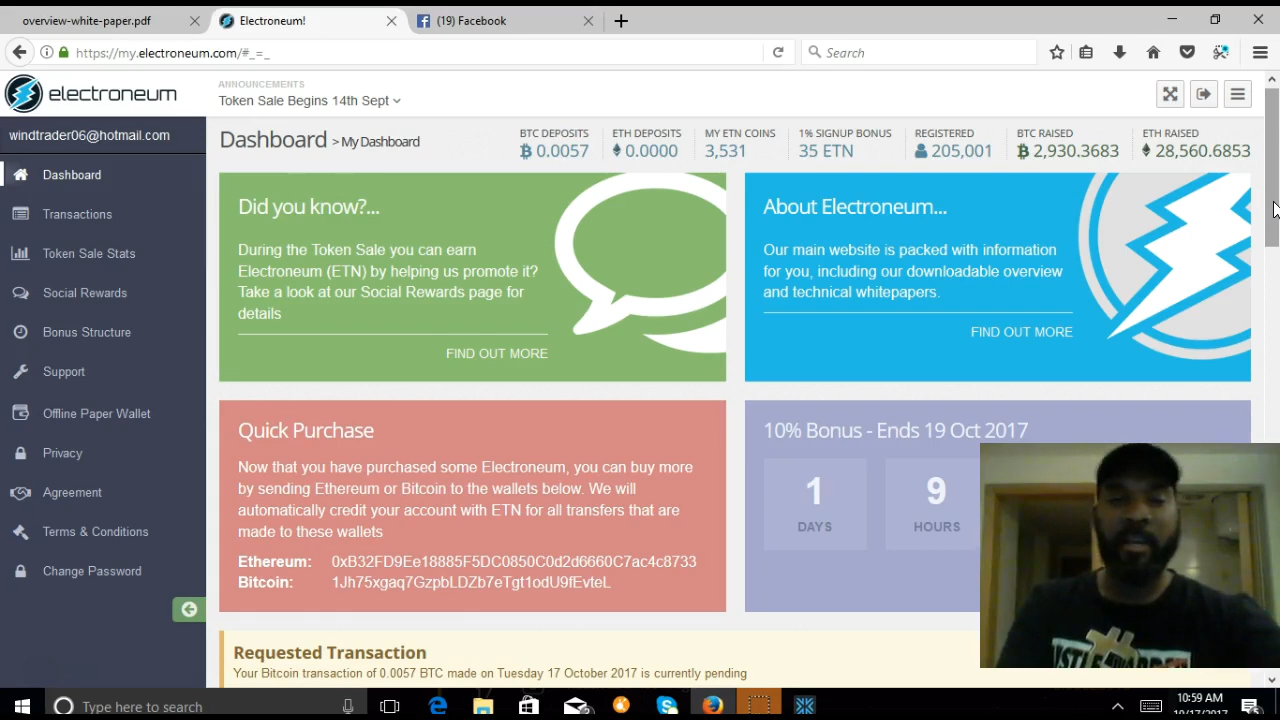 overview-white-paper.pdf
Electroneum!
(19) Facebook
https://my.electroneum.com/#_=_
Search
electroneum
ANNOUNCEMENTS
Token Sale Begins 14th Sept
windtrader06@hotmail.com
Dashboard > My Dashboard
BTC DEPOSITS
0.0057
ETH DEPOSITS
0.0000
MY ETN COINS
3,531
1% SIGNUP BONUS
35 ETN
REGISTERED
205,001
BTC RAISED
2,930.3683
ETH RAISED
28,560.6853
Dashboard
Transactions
Token Sale Stats
Social Rewards
Bonus Structure
Support
Offline Paper Wallet
Privacy
Agreement
Terms & Conditions
Change Password
Did you know?...
During the Token Sale you can earn
Electroneum (ETN) by helping us promote it?
Take a look at our Social Rewards page for
details
FIND OUT MORE
About Electroneum...
Our main website is packed with information
for you, including our downloadable overview
and technical whitepapers.
FIND OUT MORE
Quick Purchase
Now that you have purchased some Electroneum, you can buy more
by sending Ethereum or Bitcoin to the wallets below. We will
automatically credit your account with ETN for all transfers that are
made to these wallets
Ethereum: 0xB32FD9Ee18885F5DC0850C0d2d6660C7ac4c8733
Bitcoin: 1Jh75xgaq7GzpbLDZb7eTgt1odU9fEvteL
10% Bonus - Ends 19 Oct 2017
1
DAYS
9
HOURS
Requested Transaction
Your Bitcoin transaction of 0.0057 BTC made on Tuesday 17 October 2017 is currently pending
Type here to search
10:59 AM
10/17/2017